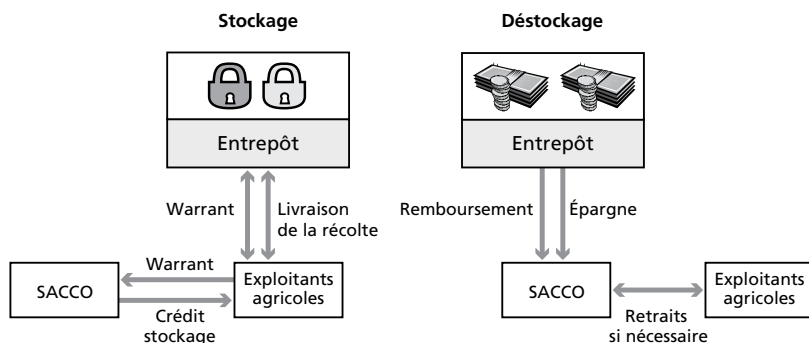 Stockage
Entrepôt
Warrant
Livraison
de la récolte
SACCO
Warrant
Crédit
stockage
Exploitants
agricoles
Déstockage
Entrepôt
Remboursement
Épargne
SACCO
Retraits
si nécessaire
Exploitants
agricoles